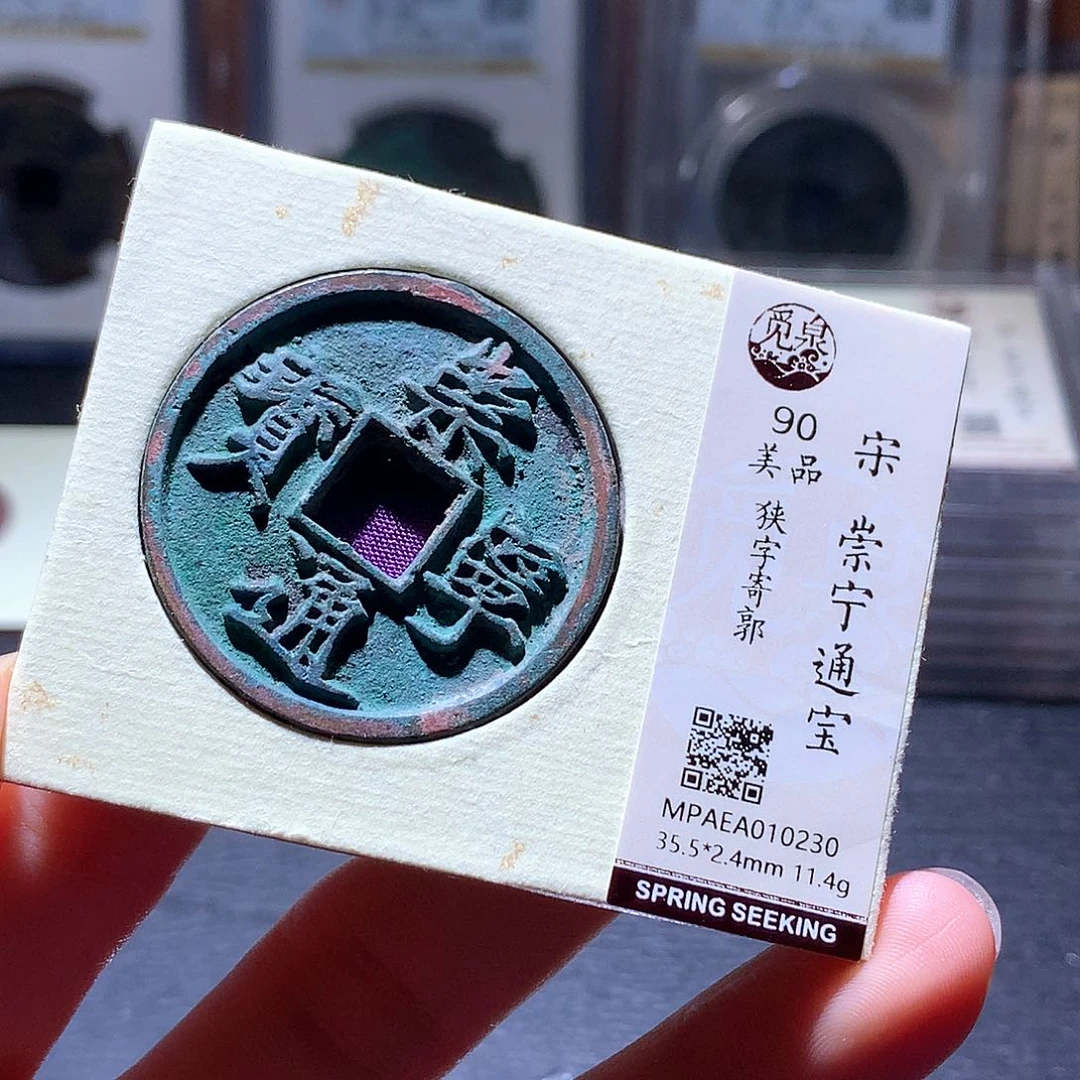 崇寧通寳
觅泉
90
美品
狭字寄郭
宋 崇宁通宝
MPAEA010230
35.5*2.4mm 11.4g
SPRING SEEKING